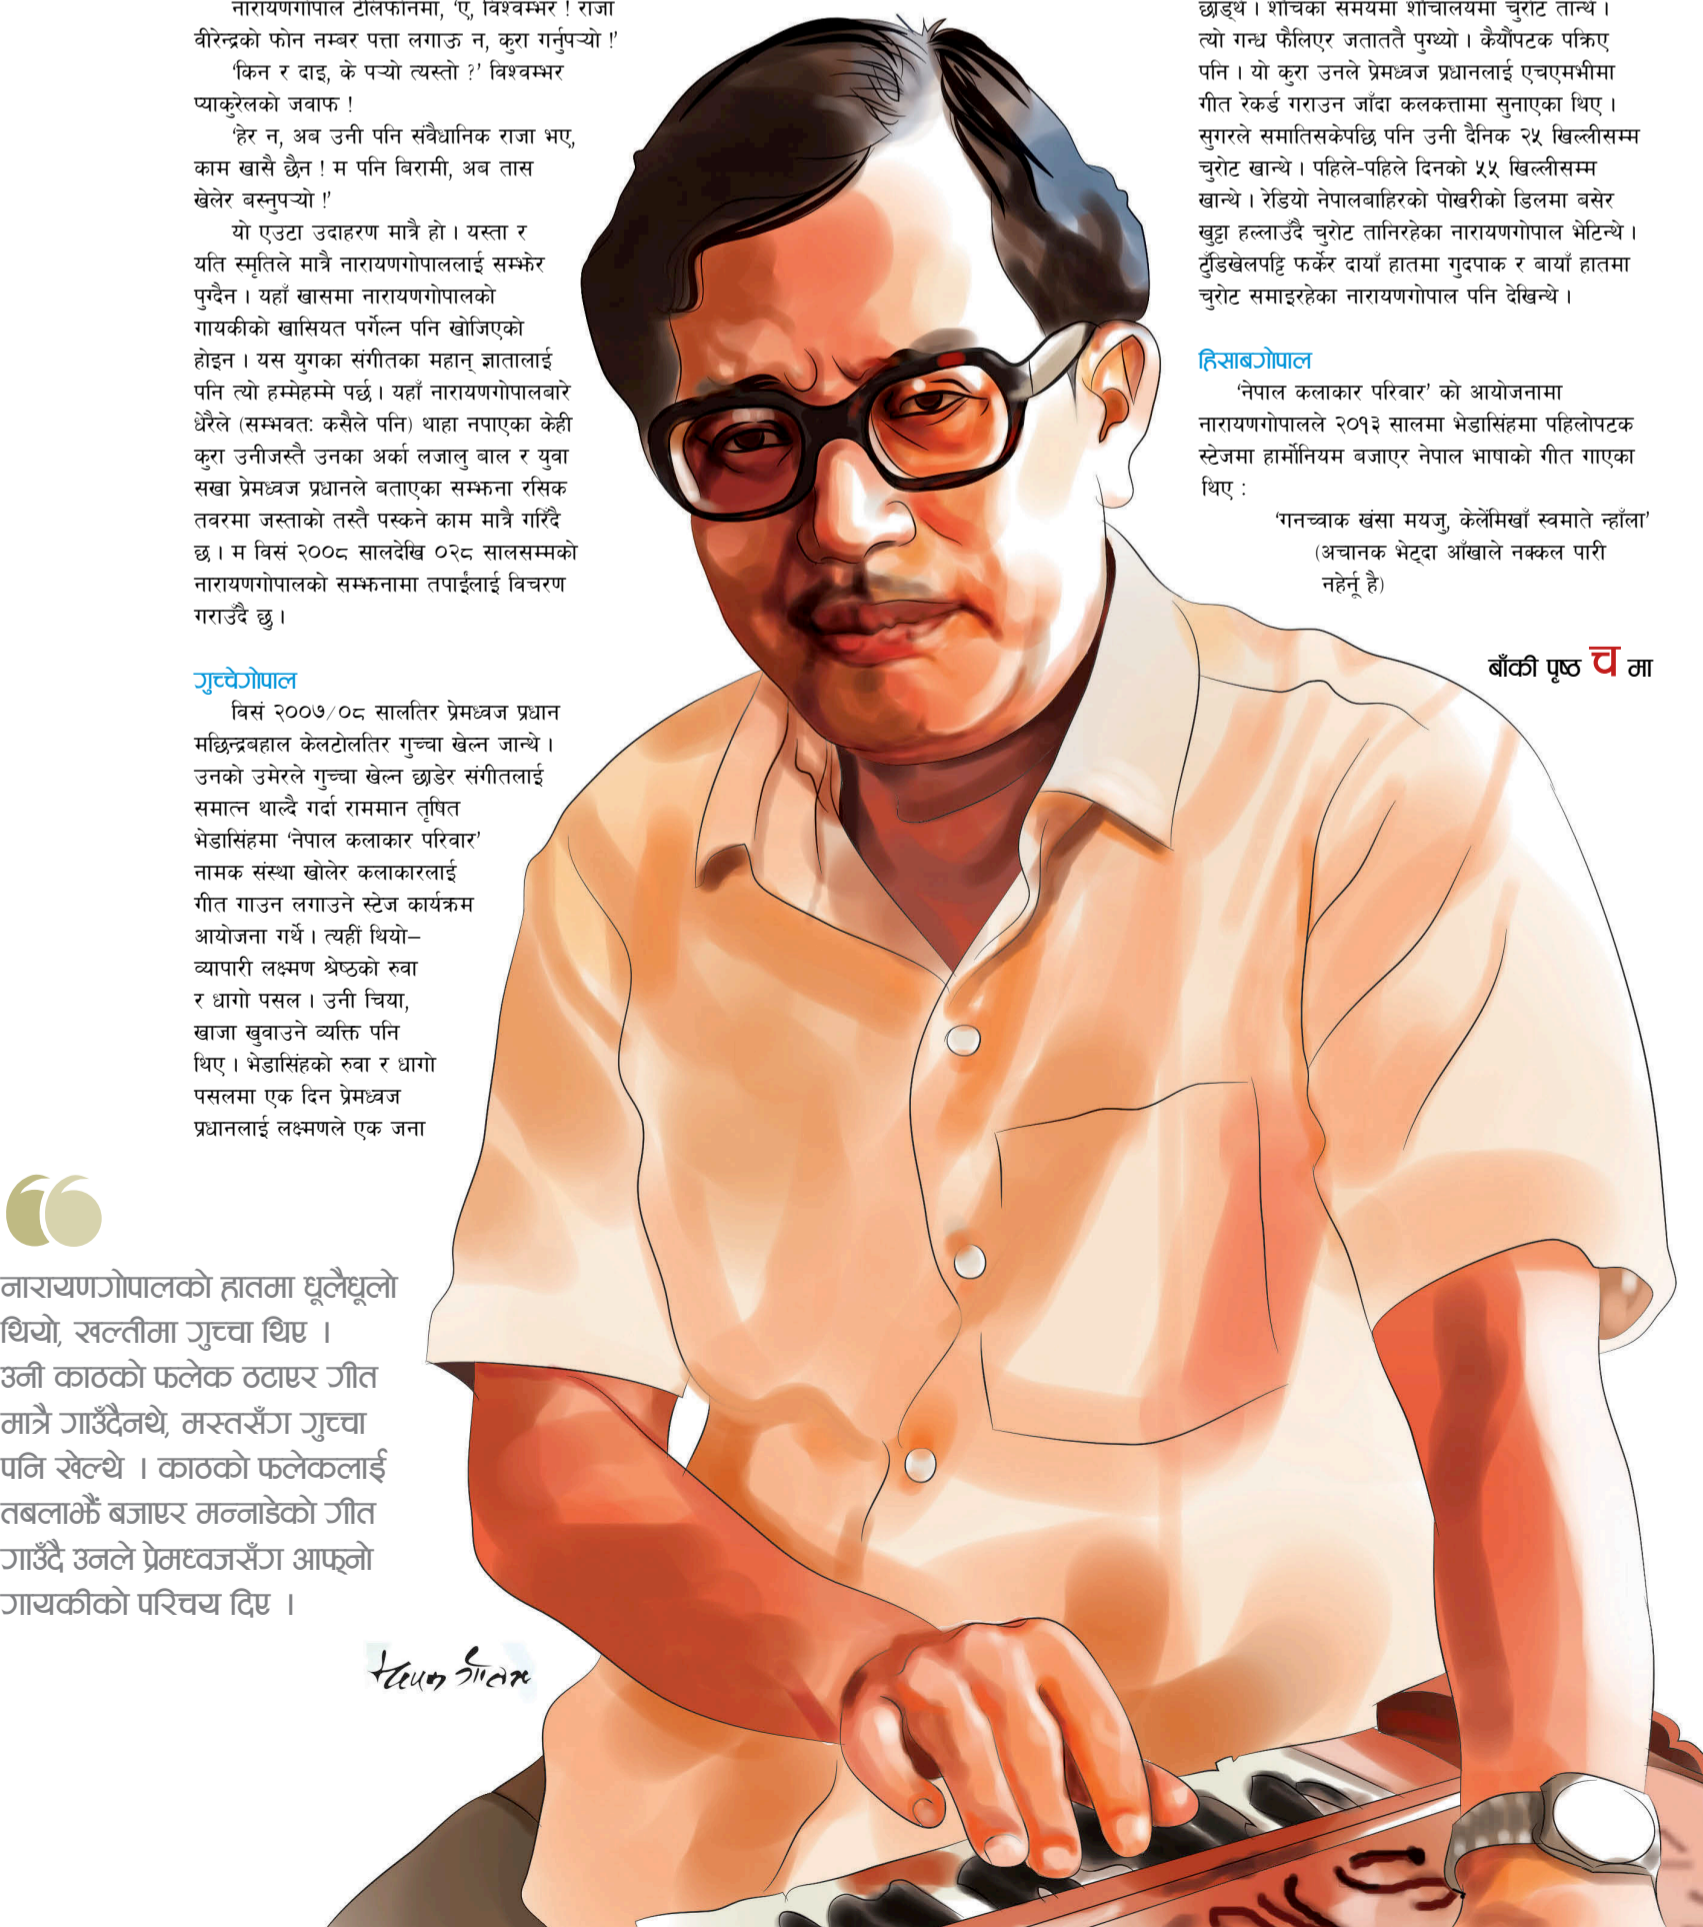 नारायणगोपाल टेलिफोनमा, ‘ए, विश्वम्भर ! राजा
वीरेन्द्रको फोन नम्बर पत्ता लगाऊ न, कुरा गर्नुपर्‍यो !’
‘किन र दाइ, के पर्‍यो त्यस्तो ?’ विश्वम्भर
प्याकुरेलको जवाफ !
‘हेर न, अब उनी पनि संवैधानिक राजा भए,
काम खासै छैन ! म पनि बिरामी, अब तास
खेलेर बस्नुपर्‍यो !’
यो एउटा उदाहरण मात्रै हो । यस्ता र
यति स्मृतिले मात्रै नारायणगोपाललाई सम्झेर
पुग्दैन । यहाँ खासमा नारायणगोपालको
गायकीको खासियत पर्गेल्न पनि खोजिएको
होइन । यस युगका संगीतका महान् ज्ञातालाई
पनि त्यो हम्मेहम्मे पर्छ । यहाँ नारायणगोपालबारे
धेरैले (सम्भवतः कसैले पनि) थाहा नपाएका केही
कुरा उनीजस्तै उनका अर्का लजालु बाल र युवा
सखा प्रेमध्वज प्रधानले बताएका सम्झना रसिक
तवरमा जस्ताको तस्तै पस्कने काम मात्रै गरिँदै
छ । म विसं २००८ सालदेखि ०२८ सालसम्मको
नारायणगोपालको सम्झनामा तपाईंलाई विचरण
गराउँदै छु ।
गुच्चेगोपाल
विसं २००७/०८ सालतिर प्रेमध्वज प्रधान
मछिन्द्रबहाल केलटोलतिर गुच्चा खेल्न जान्थे ।
उनको उमेरले गुच्चा खेल्न छाडेर संगीतलाई
समात्न थाल्दै गर्दा राममान तृषित
भेडासिंहमा ‘नेपाल कलाकार परिवार’
नामक संस्था खोलेर कलाकारलाई
गीत गाउन लगाउने स्टेज कार्यक्रम
आयोजना गर्थे । त्यहीं थियो–
व्यापारी लक्ष्मण श्रेष्ठको रुवा
र धागो पसल । उनी चिया,
खाजा खुवाउने व्यक्ति पनि
थिए । भेडासिंहको रुवा र धागो
पसलमा एक दिन प्रेमध्वज
प्रधानलाई लक्ष्मणले एक जना
नारायणगोपालको हातमा धूलैधूलो
थियो, खल्तीमा गुच्चा थिए ।
उनी काठको फलेक ठटाएर गीत
मात्रै गाउँदैनथे, मस्तसँग गुच्चा
पनि खेल्थे । काठको फलेकलाई
तबलाझैं बजाएर मन्नाडेको गीत
गाउँदै उनले प्रेमध्वजसँग आफ्नो
गायकीको परिचय दिए ।
छाड्थे । शौचका समयमा शौचालयमा चुरोट तान्थे ।
त्यो गन्ध फैलिएर जताततै पुग्थ्यो । कैयौंपटक पक्रिए
पनि । यो कुरा उनले प्रेमध्वज प्रधानलाई एचएमभीमा
गीत रेकर्ड गराउन जाँदा कलकत्तामा सुनाएका थिए ।
सुगरले समातिसकेपछि पनि उनी दैनिक २५ खिल्लीसम्म
चुरोट खान्थे । पहिले-पहिले दिनको ५५ खिल्लीसम्म
खान्थे । रेडियो नेपालबाहिरको पोखरीको डिलमा बसेर
खुट्टा हल्लाउँदै चुरोट तानिरहेका नारायणगोपाल भेटिन्थे ।
टुँडिखेलपट्टि फर्केर दायाँ हातमा गुदपाक र बायाँ हातमा
चुरोट समाइरहेका नारायणगोपाल पनि देखिन्थे ।
हिसाबगोपाल
‘नेपाल कलाकार परिवार’ को आयोजनामा
नारायणगोपालले २०१३ सालमा भेडासिंहमा पहिलोपटक
स्टेजमा हार्मोनियम बजाएर नेपाल भाषाको गीत गाएका
थिए :
‘गनच्वाक खंसा मयजु, केलेंमिखाँ स्वमाते न्हाँला’
(अचानक भेट्दा आँखाले नक्कल पारी
नहेर्नू है)
बाँकी पृष्ठ च मा